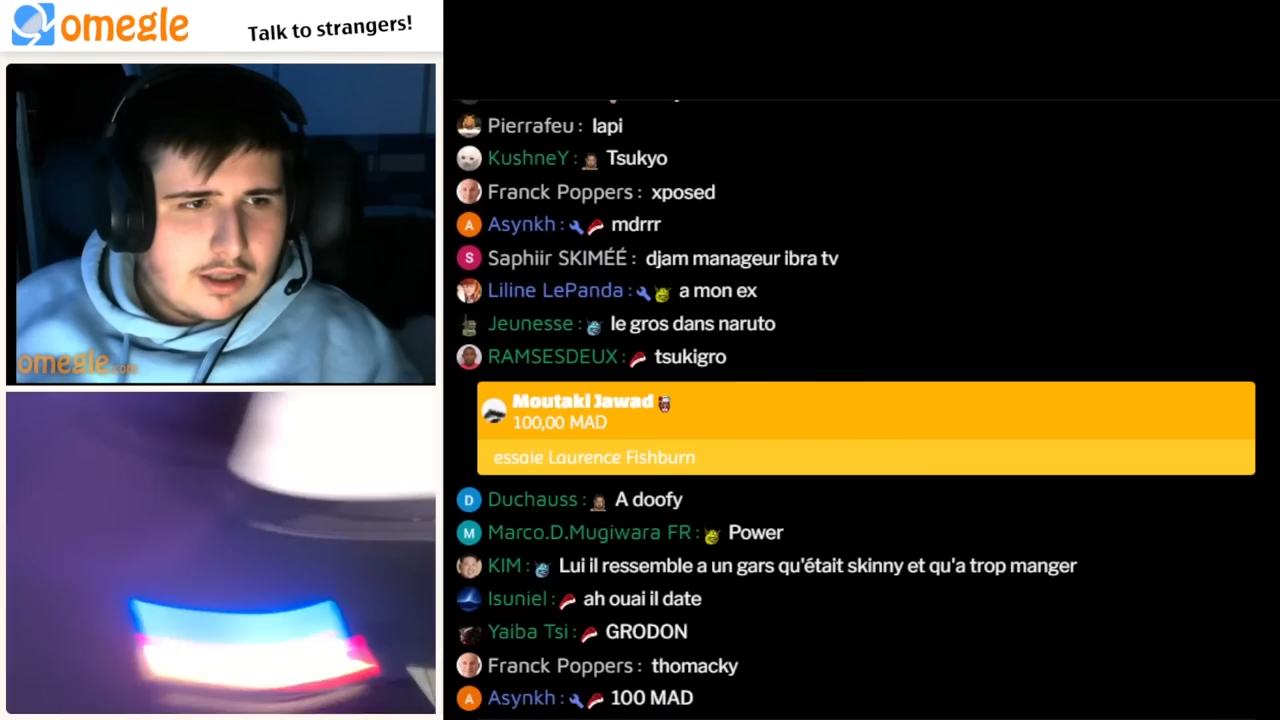 omegle
Talk to strangers!
omegle.com
Pierrafeu : lapi
KushneY : Tsukyo
Franck Poppers : xposed
A Asynkh : mdrrr
S Saphiir SKIMÉÉ : djam manageur ibra tv
Liline LePanda : a mon ex
Jeunesse : le gros dans naruto
RAMSESDEUX : tsukigro
Moutaki Jawad
100,00 MAD
essaie Laurence Fishburn
D Duchauss : A doofy
M Marco.D.Mugiwara FR : Power
KIM : Lui il ressemble a un gars qu'était skinny et qu'a trop manger
Isuniel : ah ouai il date
Yaiba Tsi : GRODON
Franck Poppers : thomacky
A Asynkh : 100 MAD